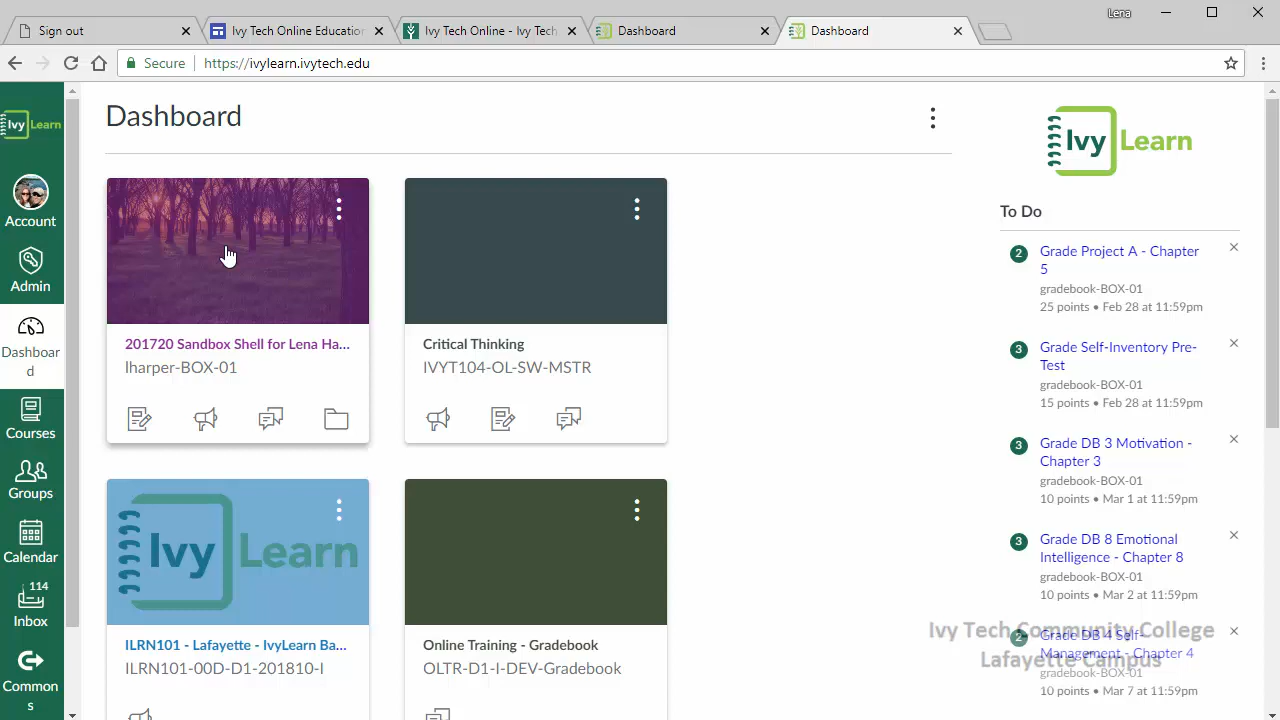 Lena
Sign out
Ivy Tech Online Education
Ivy Tech Online - Ivy Tech
Dashboard
Dashboard
Secure
https://ivylearn.ivytech.edu
Ivy Learn
Account
Admin
Dashboar
d
Courses
Groups
Calendar
114
Inbox
Common
s
Dashboard
201720 Sandbox Shell for Lena Ha...
lharper-BOX-01
Critical Thinking
IVYT104-OL-SW-MSTR
Ivy Learn
ILRN101 - Lafayette - IvyLearn Ba...
ILRN101-00D-D1-201810-I
Online Training - Gradebook
OLTR-D1-I-DEV-Gradebook
Ivy Learn
To Do
2 Grade Project A - Chapter
5
gradebook-BOX-01
25 points • Feb 28 at 11:59pm
3 Grade Self-Inventory Pre-
Test
gradebook-BOX-01
15 points • Feb 28 at 11:59pm
3 Grade DB 3 Motivation -
Chapter 3
gradebook-BOX-01
10 points • Mar 1 at 11:59pm
3 Grade DB 8 Emotional
Intelligence - Chapter 8
gradebook-BOX-01
10 points • Mar 2 at 11:59pm
2 Grade DB 4 Self-
Management - Chapter 4
gradebook-BOX-01
10 points • Mar 7 at 11:59pm
Ivy Tech Community College
Lafayette Campus